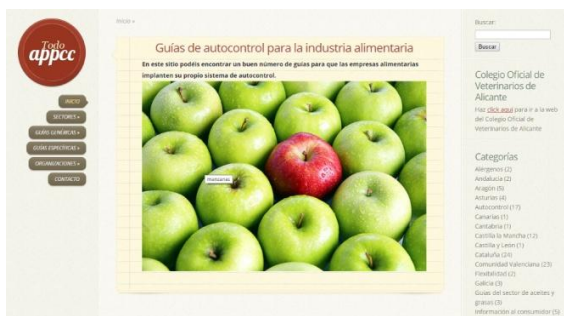 Todo
appcc
INICIO
SECTORES
GUÍAS GENÉRICAS
GUÍAS ESPECÍFICAS
ORGANIZACIONES
CONTACTO
Inicio »
Guías de autocontrol para la industria alimentaria
En este sitio podéis encontrar un buen número de guías para que las empresas alimentarias
implanten su propio sistema de autocontrol.
manzanas
Buscar:
Buscar
Colegio Oficial de
Veterinarios de
Alicante
Haz click aquí para ir a la web
del Colegio Oficial de
Veterinarios de Alicante
Categorías
Alérgenos (2)
Andalucía (2)
Aragón (5)
Asturias (4)
Autocontrol (17)
Canarias (1)
Cantabria (1)
Castilla la Mancha (12)
Castilla y León (1)
Cataluña (24)
Comunidad Valenciana (23)
Flexibilidad (2)
Galicia (3)
Guías del sector de aceites y
grasas (3)
Información al consumidor (5)